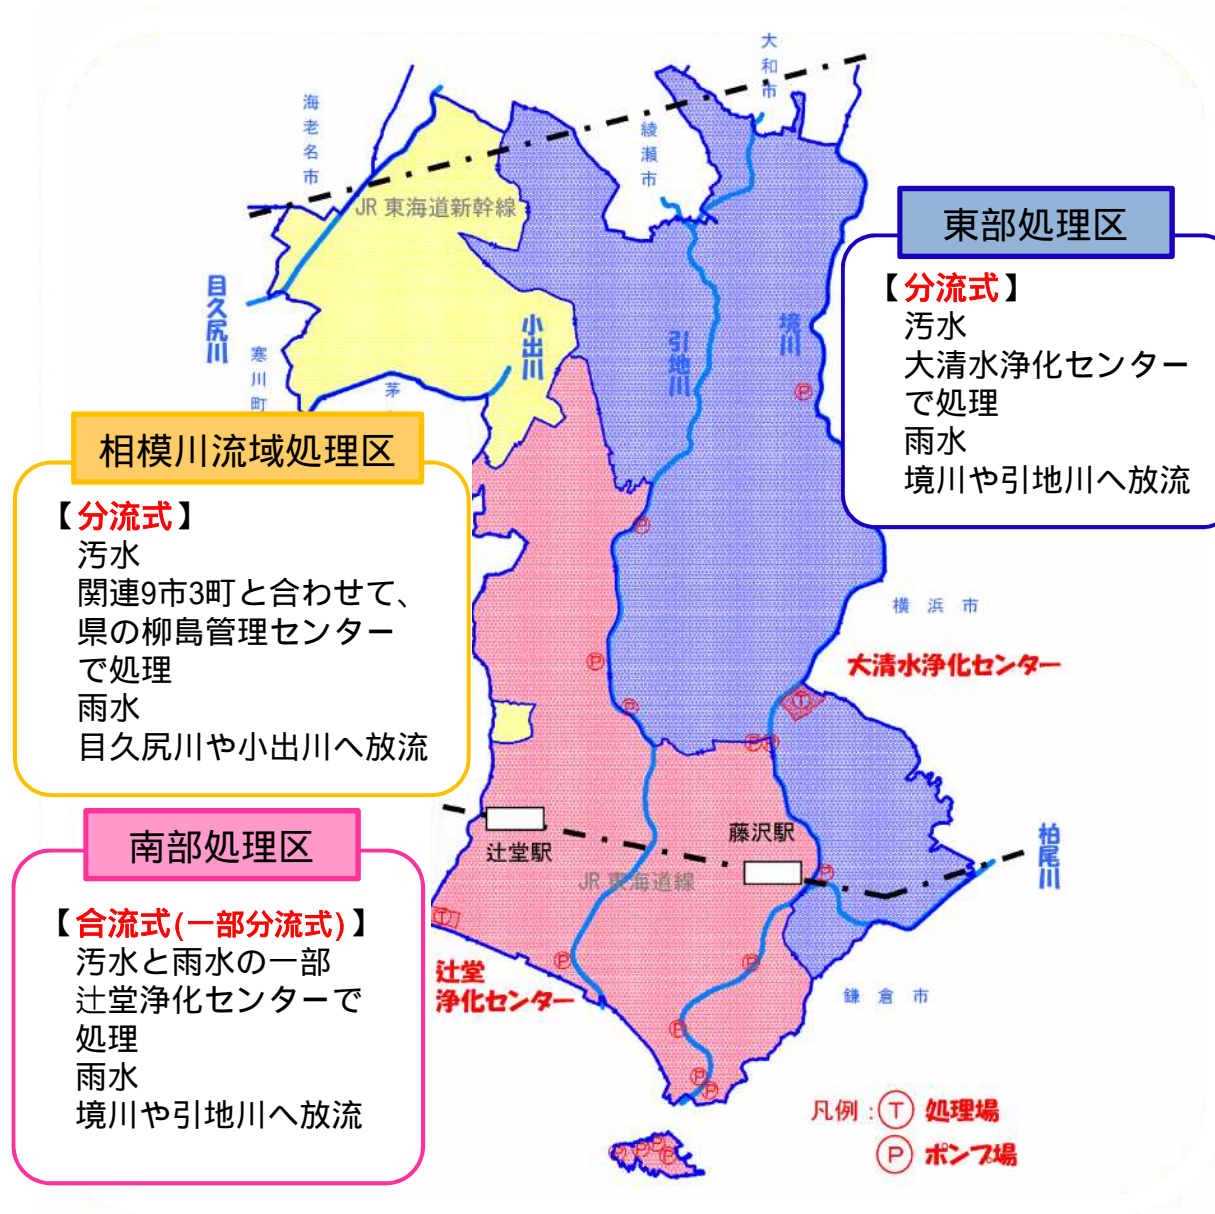 大和市
海老名市
綾瀬市
JR 東海道新幹線
東部処理区
【分流式】
汚水
大清水浄化センター
で処理
雨水
境川や引地川へ放流
目久尻川
小出川
引地川
境川
寒川町
茅
相模川流域処理区
【分流式】
汚水
関連9市3町と合わせて、
県の柳島管理センター
で処理
雨水
目久尻川や小出川へ放流
P
P
横浜市
大清水浄化センター
P
T
P
P P
南部処理区
【合流式(一部分流式)】
汚水と雨水の一部
辻堂浄化センターで
処理
雨水
境川や引地川へ放流
辻堂駅
藤沢駅
柏尾川
JR 東海道線
P
T
辻堂
浄化センター
P
P
鎌倉市
P
P
P
凡例:T 処理場
P ポンプ場
P P P P